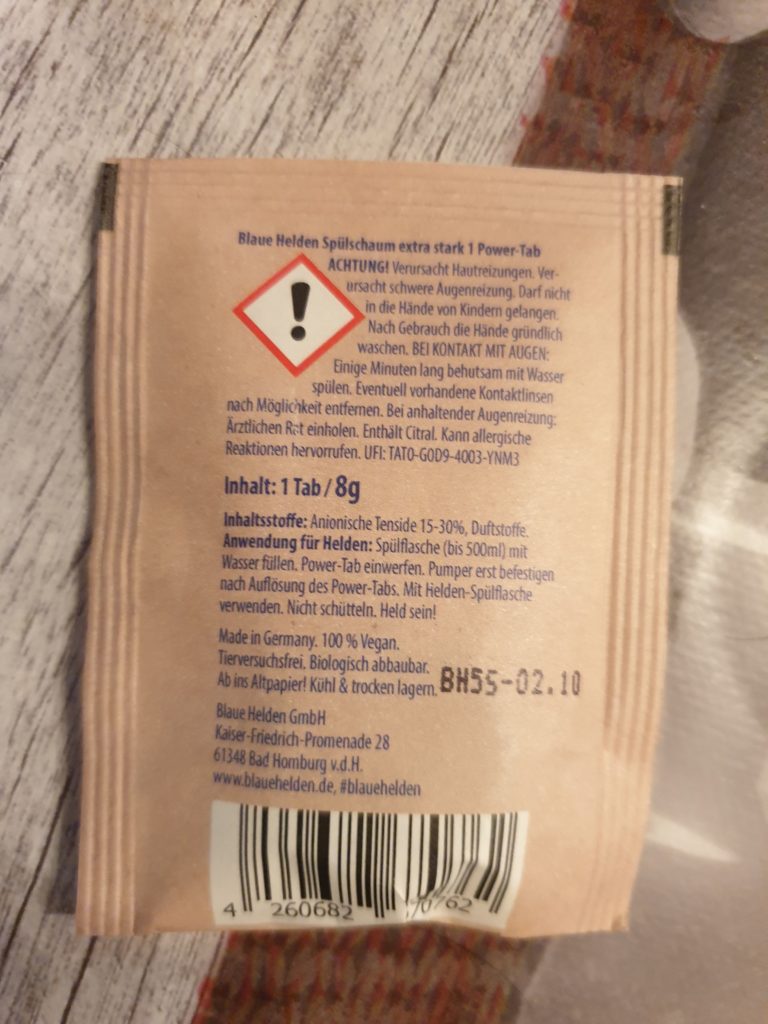 Blaue Helden Spülschaum extra stark 1 Power-Tab
ACHTUNG! Verursacht Hautreizungen. Ver-
ursacht schwere Augenreizung. Darf nicht
in die Hände von Kindern gelangen.
Nach Gebrauch die Hände gründlich
waschen. BEI KONTAKT MIT AUGEN:
Einige Minuten lang behutsam mit Wasser
spülen. Eventuell vorhandene Kontaktlinsen
nach Möglichkeit entfernen. Bei anhaltender Augenreizung:
Ärztlichen Rat einholen. Enthält Citral. Kann allergische
Reaktionen hervorrufen. UFI: TAT0-G0D9-4003-YNM3
Inhalt: 1 Tab / 8g
Inhaltsstoffe: Anionische Tenside 15-30%, Duftstoffe.
Anwendung für Helden: Spülflasche (bis 500ml) mit
Wasser füllen. Power-Tab einwerfen. Pumper erst befestigen
nach Auflösung des Power-Tabs. Mit Helden-Spülflasche
verwenden. Nicht schütteln. Held sein!
Made in Germany. 100 % Vegan.
Tierversuchsfrei. Biologisch abbaubar.
Ab ins Altpapier! Kühl & trocken lagern.
BH5S-02.10
Blaue Helden GmbH
Kaiser-Friedrich-Promenade 28
61348 Bad Homburg v.d.H.
www.blauehelden.de, #blauehelden
4 260682